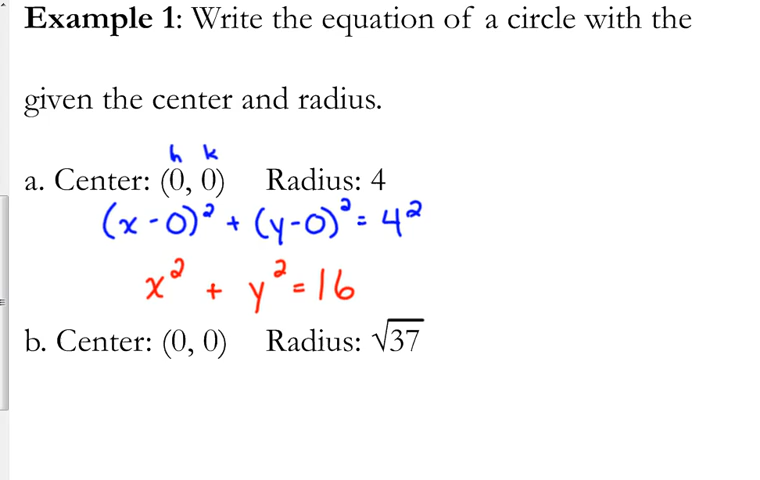 Example 1: Write the equation of a circle with the
given the center and radius.
h k
a. Center: (0, 0) Radius: 4
(x - 0)² + (y - 0)² = 4²
x² + y² = 16
b. Center: (0, 0) Radius: √37